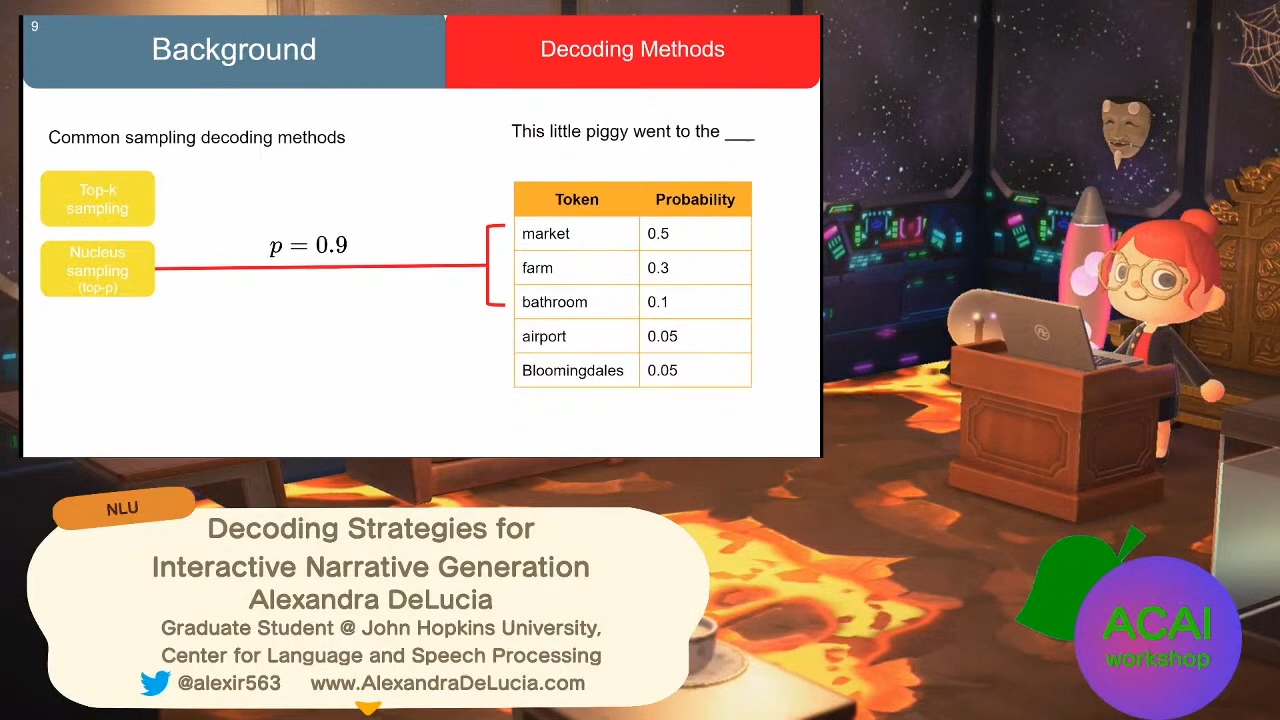 9
Background
Decoding Methods
Common sampling decoding methods
This little piggy went to the ___
Top-k
sampling
Nucleus
sampling
(top-p)
p = 0.9
Token Probability
market 0.5
farm 0.3
bathroom 0.1
airport 0.05
Bloomingdales 0.05
NLU
Decoding Strategies for
Interactive Narrative Generation
Alexandra DeLucia
Graduate Student @ John Hopkins University,
Center for Language and Speech Processing
@alexir563 www.AlexandraDeLucia.com
ACAI
workshop